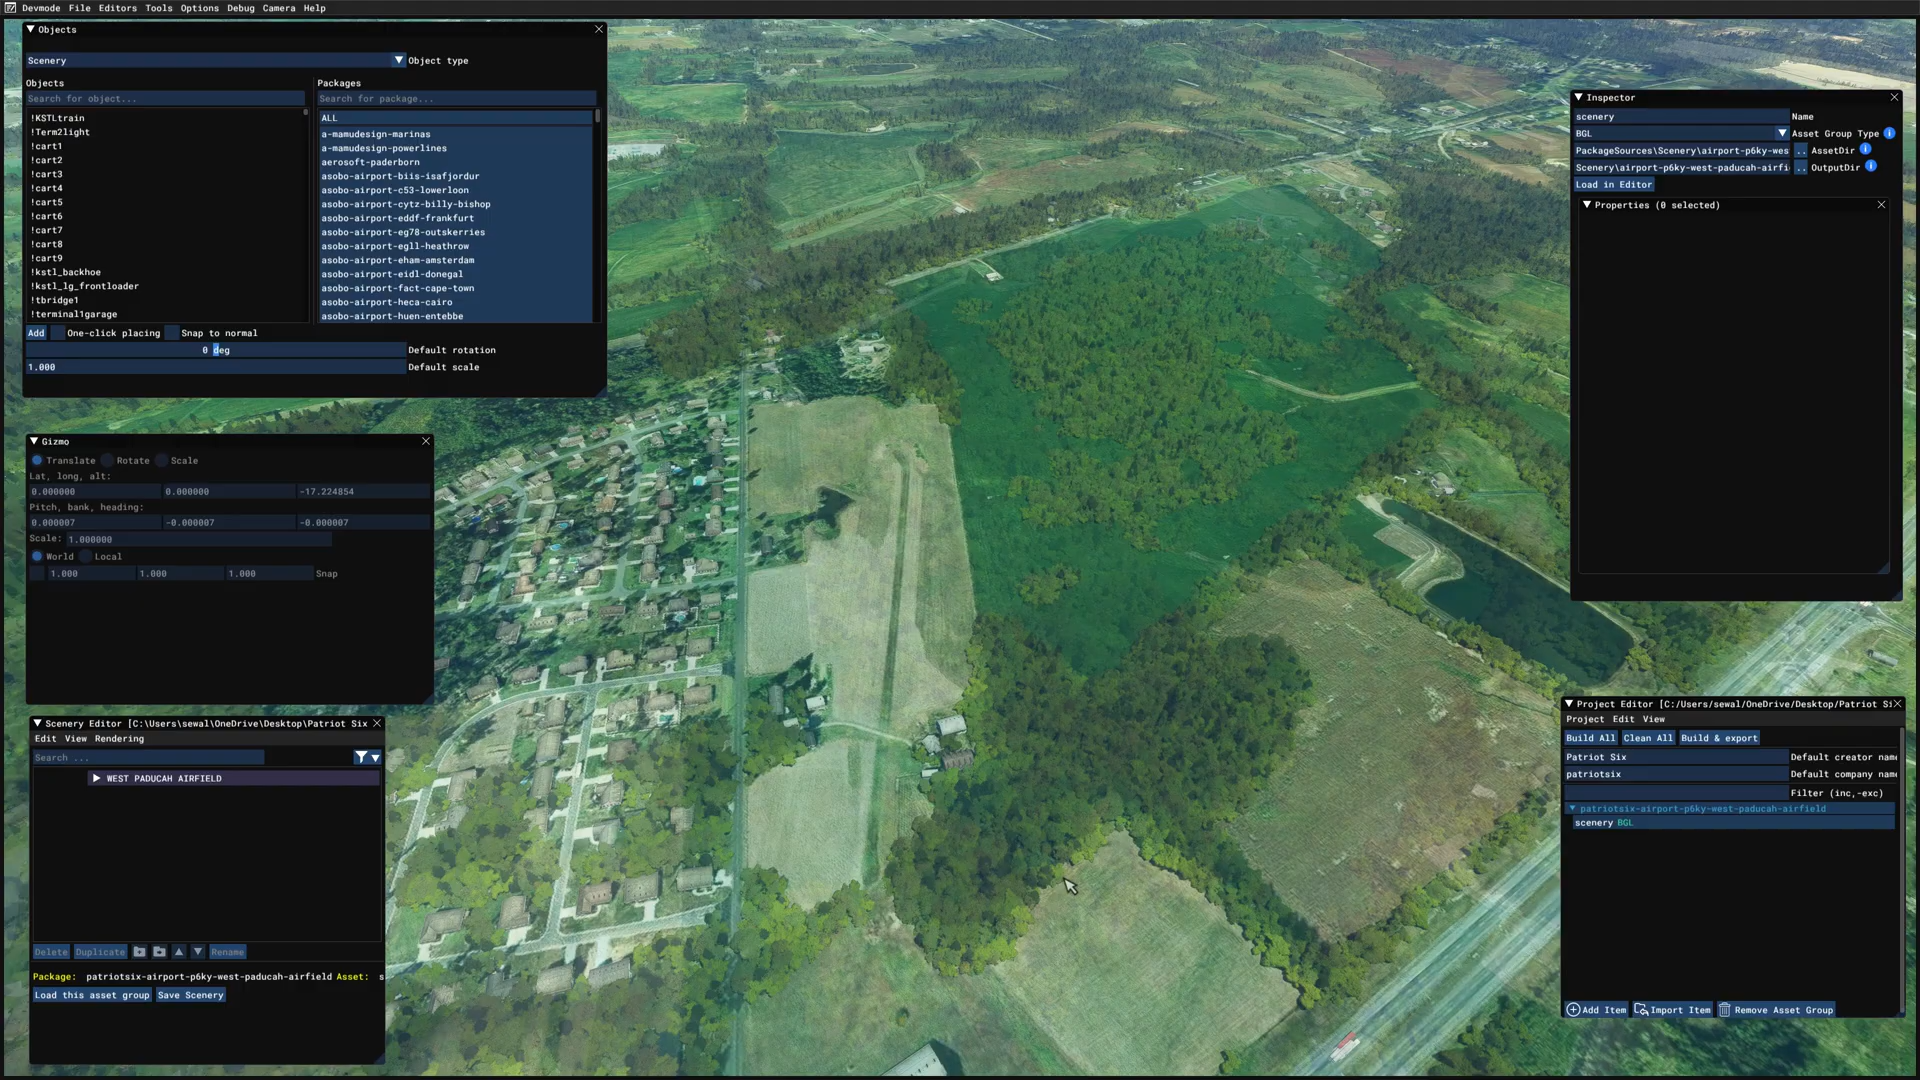 Devmode File Editors Tools Options Debug Camera Help
Objects
Scenery Object type
Objects Packages
Search for object... Search for package...
!KSTLtrain
!Term2light
!cart1
!cart2
!cart3
!cart4
!cart5
!cart6
!cart7
!cart8
!cart9
!kstl_backhoe
!kstl_lg_frontloader
!tbridge1
!terminal1garage
ALL
a-mamudesign-marinas
a-mamudesign-powerlines
aerosoft-paderborn
asobo-airport-biis-isafjordur
asobo-airport-c53-lowerloon
asobo-airport-cytz-billy-bishop
asobo-airport-eddf-frankfurt
asobo-airport-eg78-outskerries
asobo-airport-egll-heathrow
asobo-airport-eham-amsterdam
asobo-airport-eidl-donegal
asobo-airport-fact-cape-town
asobo-airport-heca-cairo
asobo-airport-huen-entebbe
Add One-click placing Snap to normal
0 deg Default rotation
1.000 Default scale
Gizmo
Translate Rotate Scale
Lat, long, alt:
0.000000 0.000000 -17.224854
Pitch, bank, heading:
0.000007 -0.000007 -0.000007
Scale: 1.000000
World Local
1.000 1.000 1.000 Snap
Scenery Editor [C:\Users\sewal\OneDrive\Desktop\Patriot Six
Edit View Rendering
Search ...
WEST PADUCAH AIRFIELD
Delete Duplicate Rename
Package: patriotsix-airport-p6ky-west-paducah-airfield Asset: s
Load this asset group Save Scenery
Inspector
scenery Name
BGL Asset Group Type
PackageSources\Scenery\airport-p6ky-wes .. AssetDir
Scenery\airport-p6ky-west-paducah-airfi .. OutputDir
Load in Editor
Properties (0 selected)
Project Editor [C:/Users/sewal/OneDrive/Desktop/Patriot Si
Project Edit View
Build All Clean All Build & export
Patriot Six Default creator name
patriotsix Default company name
Filter (inc,-exc)
patriotsix-airport-p6ky-west-paducah-airfield
scenery BGL
Add Item Import Item Remove Asset Group